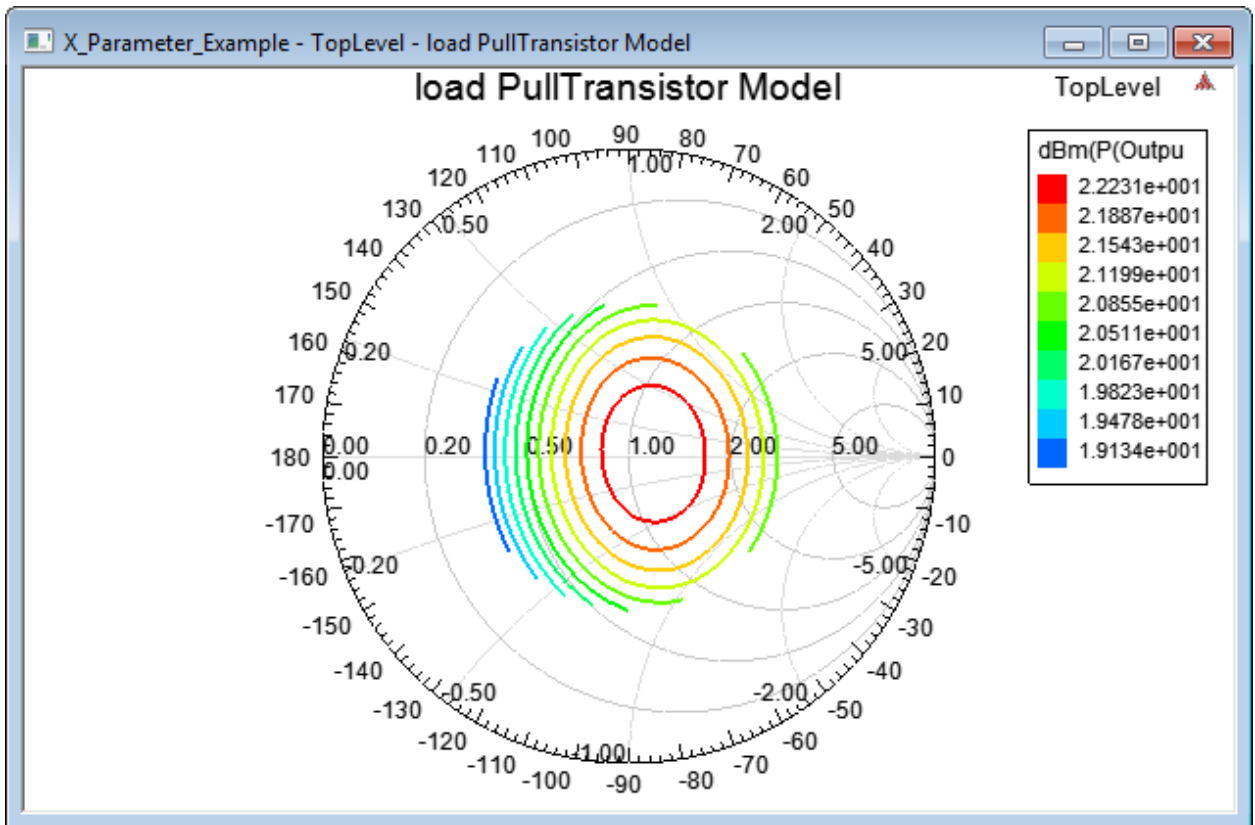 X_Parameter_Example - TopLevel - load PullTransistor Model
load PullTransistor Model
TopLevel
dBm(P(Outpu
2.2231e+001
2.1887e+001
2.1543e+001
2.1199e+001
2.0855e+001
2.0511e+001
2.0167e+001
1.9823e+001
1.9478e+001
1.9134e+001
90
100 80
110 1.00 70
120 60
130 0.50 2.00 50
140 40
150 30
160 0.20 5.00 20
170 10
180 0.00 0.20 0.50 1.00 2.00 5.00 0
0.00
-170 -10
-160 -0.20 -5.00 -20
-150 -30
-140 -40
-130 -0.50 -2.00 -50
-120 -60
-110 -1.00 -70
-100 -90 -80